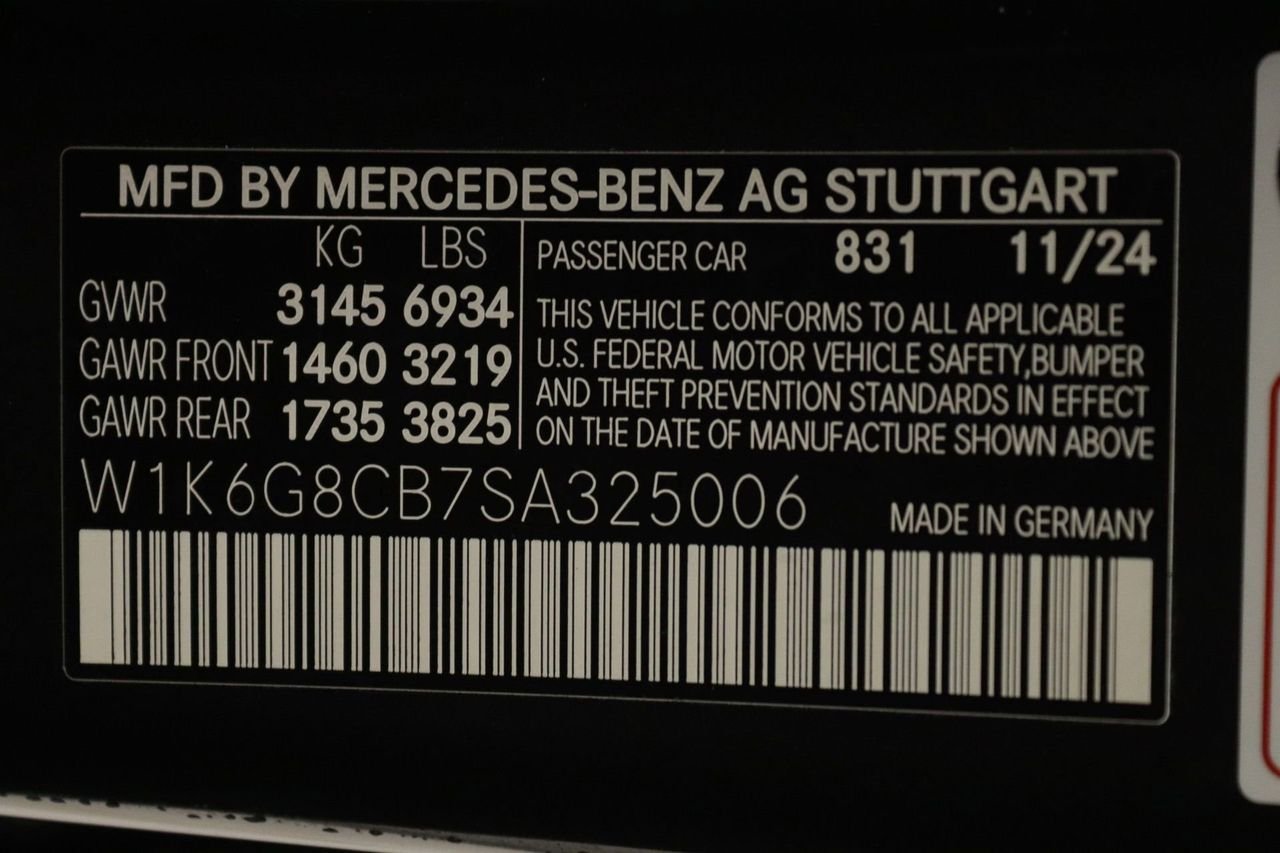 MFD BY MERCEDES-BENZ AG STUTTGART
KG LBS
GVWR 3145 6934
GAWR FRONT 1460 3219
GAWR REAR 1735 3825
PASSENGER CAR 831 11/24
THIS VEHICLE CONFORMS TO ALL APPLICABLE
U.S. FEDERAL MOTOR VEHICLE SAFETY,BUMPER
AND THEFT PREVENTION STANDARDS IN EFFECT
ON THE DATE OF MANUFACTURE SHOWN ABOVE
W1K6G8CB7SA325006
MADE IN GERMANY